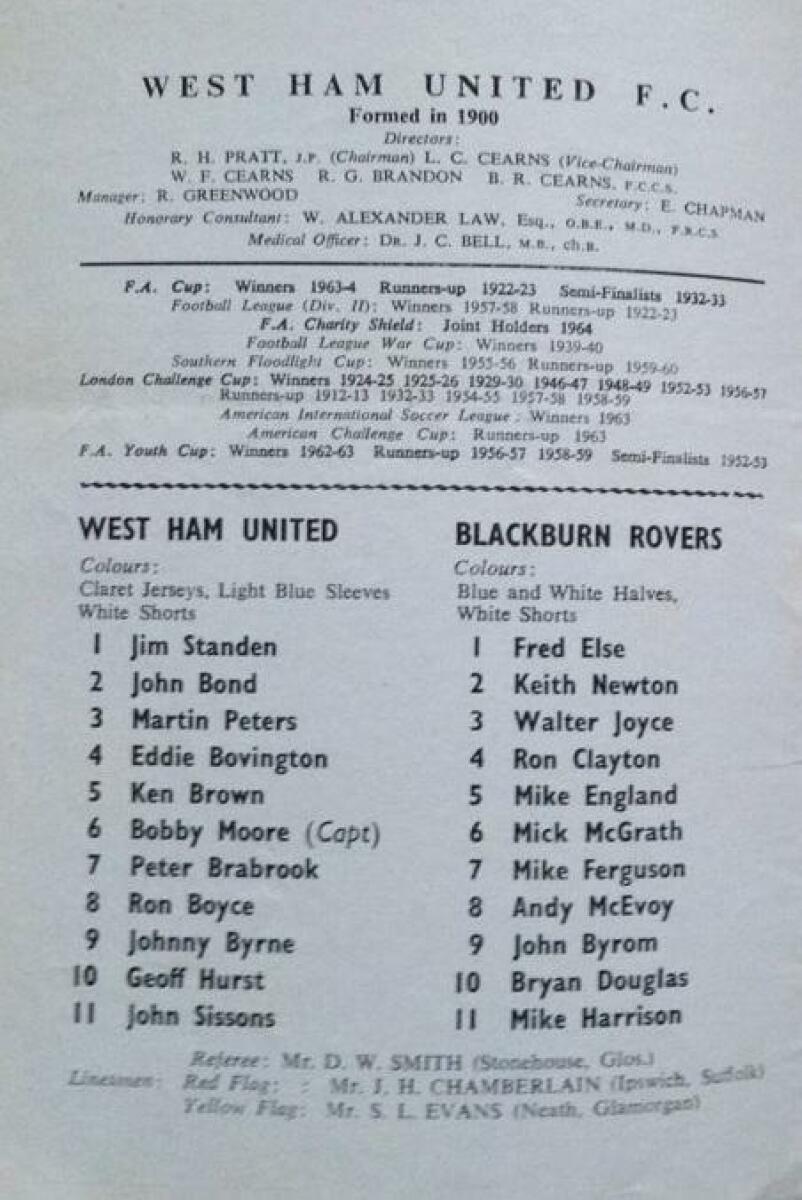 WEST HAM UNITED F.C.
Formed in 1900
Directors:
R. H. PRATT, J.P. (Chairman) L. C. CEARNS (Vice-Chairman)
W. F. CEARNS R. G. BRANDON B. R. CEARNS, F.C.C.S.
Manager: R. GREENWOOD Secretary: E. CHAPMAN
Honorary Consultant: W. ALEXANDER LAW, Esq., O.B.E., M.D., F.R.C.S.
Medical Officer: DR. J. C. BELL, M.B., ch.B.
F.A. Cup: Winners 1963-4 Runners-up 1922-23 Semi-Finalists 1932-33
Football League (Div. II): Winners 1957-58 Runners-up 1922-23
F.A. Charity Shield: Joint Holders 1964
Football League War Cup: Winners 1939-40
Southern Floodlight Cup: Winners 1955-56 Runners-up 1959-60
London Challenge Cup: Winners 1924-25 1925-26 1929-30 1946-47 1948-49 1952-53 1956-57
Runners-up 1912-13 1932-33 1954-55 1957-58 1958-59
American International Soccer League: Winners 1963
American Challenge Cup: Runners-up 1963
F.A. Youth Cup: Winners 1962-63 Runners-up 1956-57 1958-59 Semi-Finalists 1952-53
WEST HAM UNITED
Colours:
Claret Jerseys, Light Blue Sleeves
White Shorts
1 Jim Standen
2 John Bond
3 Martin Peters
4 Eddie Bovington
5 Ken Brown
6 Bobby Moore (Capt)
7 Peter Brabrook
8 Ron Boyce
9 Johnny Byrne
10 Geoff Hurst
11 John Sissons
BLACKBURN ROVERS
Colours:
Blue and White Halves,
White Shorts
1 Fred Else
2 Keith Newton
3 Walter Joyce
4 Ron Clayton
5 Mike England
6 Mick McGrath
7 Mike Ferguson
8 Andy McEvoy
9 John Byrom
10 Bryan Douglas
11 Mike Harrison
Referee: Mr. D. W. SMITH (Stonehouse, Glos.)
Linesmen: Red Flag: : Mr. J. H. CHAMBERLAIN (Ipswich, Suffolk)
Yellow Flag: Mr. S. L. EVANS (Neath, Glamorgan)